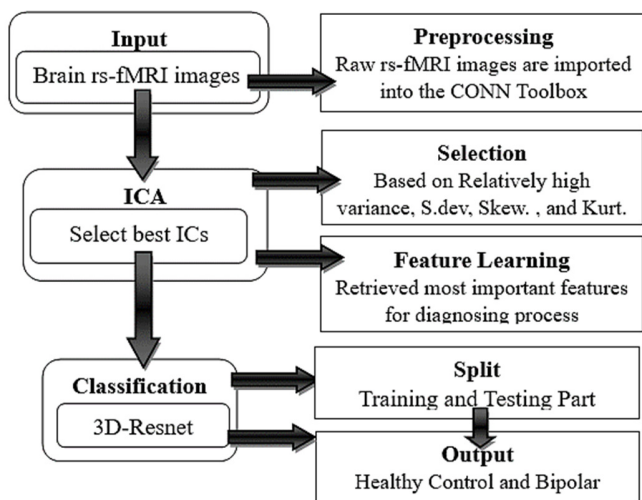 Input
Brain rs-fMRI images
Preprocessing
Raw rs-fMRI images are imported
into the CONN Toolbox
ICA
Select best ICs
Selection
Based on Relatively high
variance, S.dev, Skew. , and Kurt.
Feature Learning
Retrieved most important features
for diagnosing process
Classification
3D-Resnet
Split
Training and Testing Part
Output
Healthy Control and Bipolar